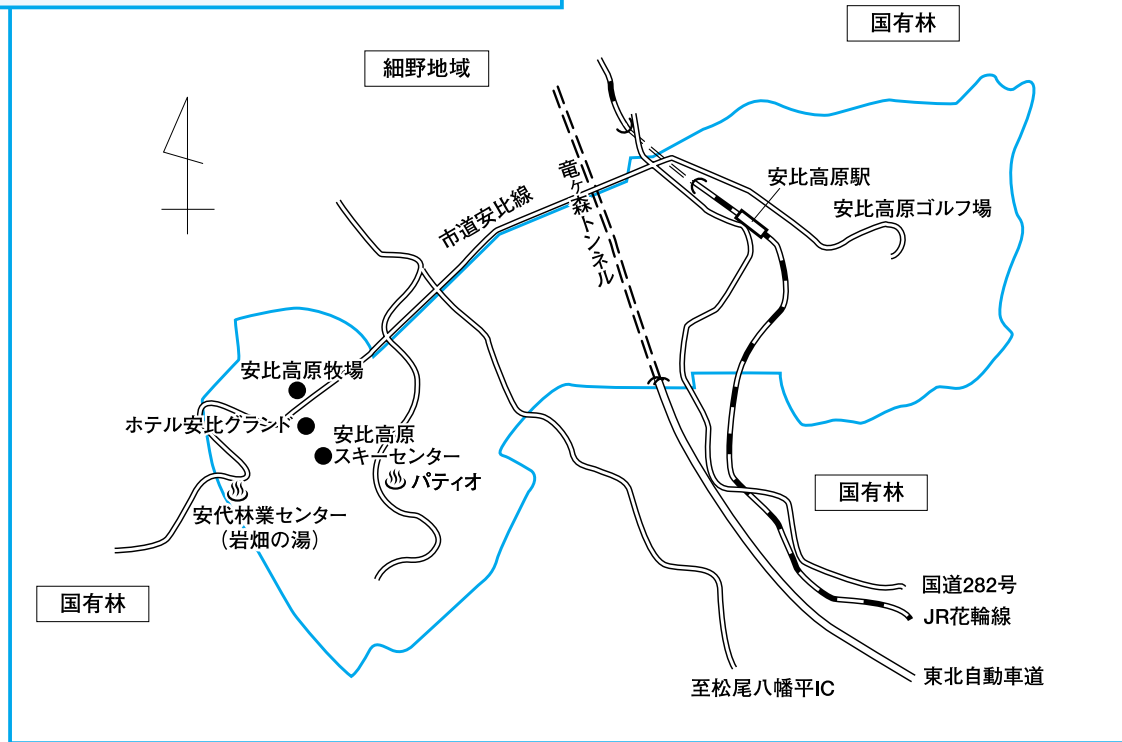 国有林
細野地域
安比高原駅
竜ヶ森トンネル
安比高原ゴルフ場
市道安比線
安比高原牧場
ホテル安比グランド
安比高原
スキーセンター
パティオ
安代林業センター
(岩畑の湯)
国有林
国有林
国道282号
JR花輪線
東北自動車道
至松尾八幡平IC